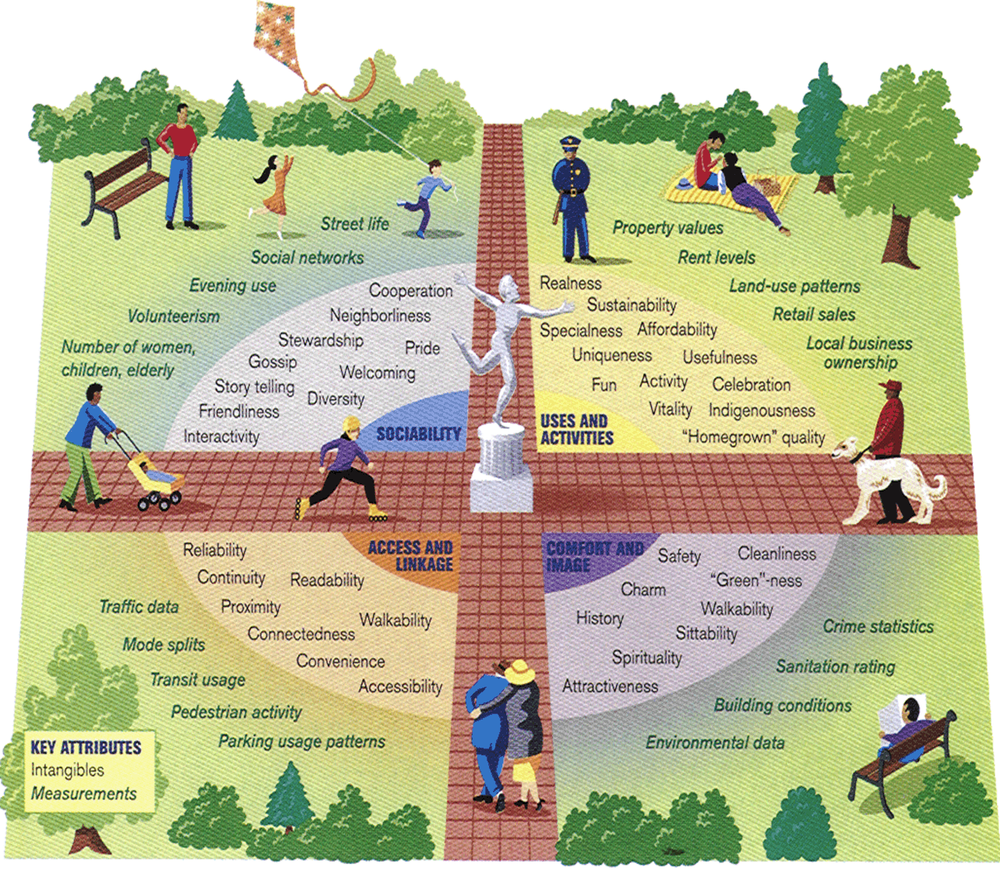 Street life
Social networks
Evening use
Volunteerism
Number of women,
children, elderly
Cooperation
Neighborliness
Stewardship
Pride
Gossip
Welcoming
Story telling
Diversity
Friendliness
Interactivity
SOCIABILITY
Property values
Rent levels
Land-use patterns
Retail sales
Local business
ownership
Realness
Sustainability
Specialness
Affordability
Uniqueness
Usefulness
Fun
Activity
Celebration
Vitality
Indigenousness
"Homegrown" quality
USES AND
ACTIVITIES
ACCESS AND
LINKAGE
Reliability
Continuity
Readability
Proximity
Walkability
Connectedness
Convenience
Accessibility
Traffic data
Mode splits
Transit usage
Pedestrian activity
Parking usage patterns
COMFORT AND
IMAGE
Safety
Cleanliness
Charm
"Green"-ness
History
Walkability
Sittability
Spirituality
Attractiveness
Crime statistics
Sanitation rating
Building conditions
Environmental data
KEY ATTRIBUTES
Intangibles
Measurements